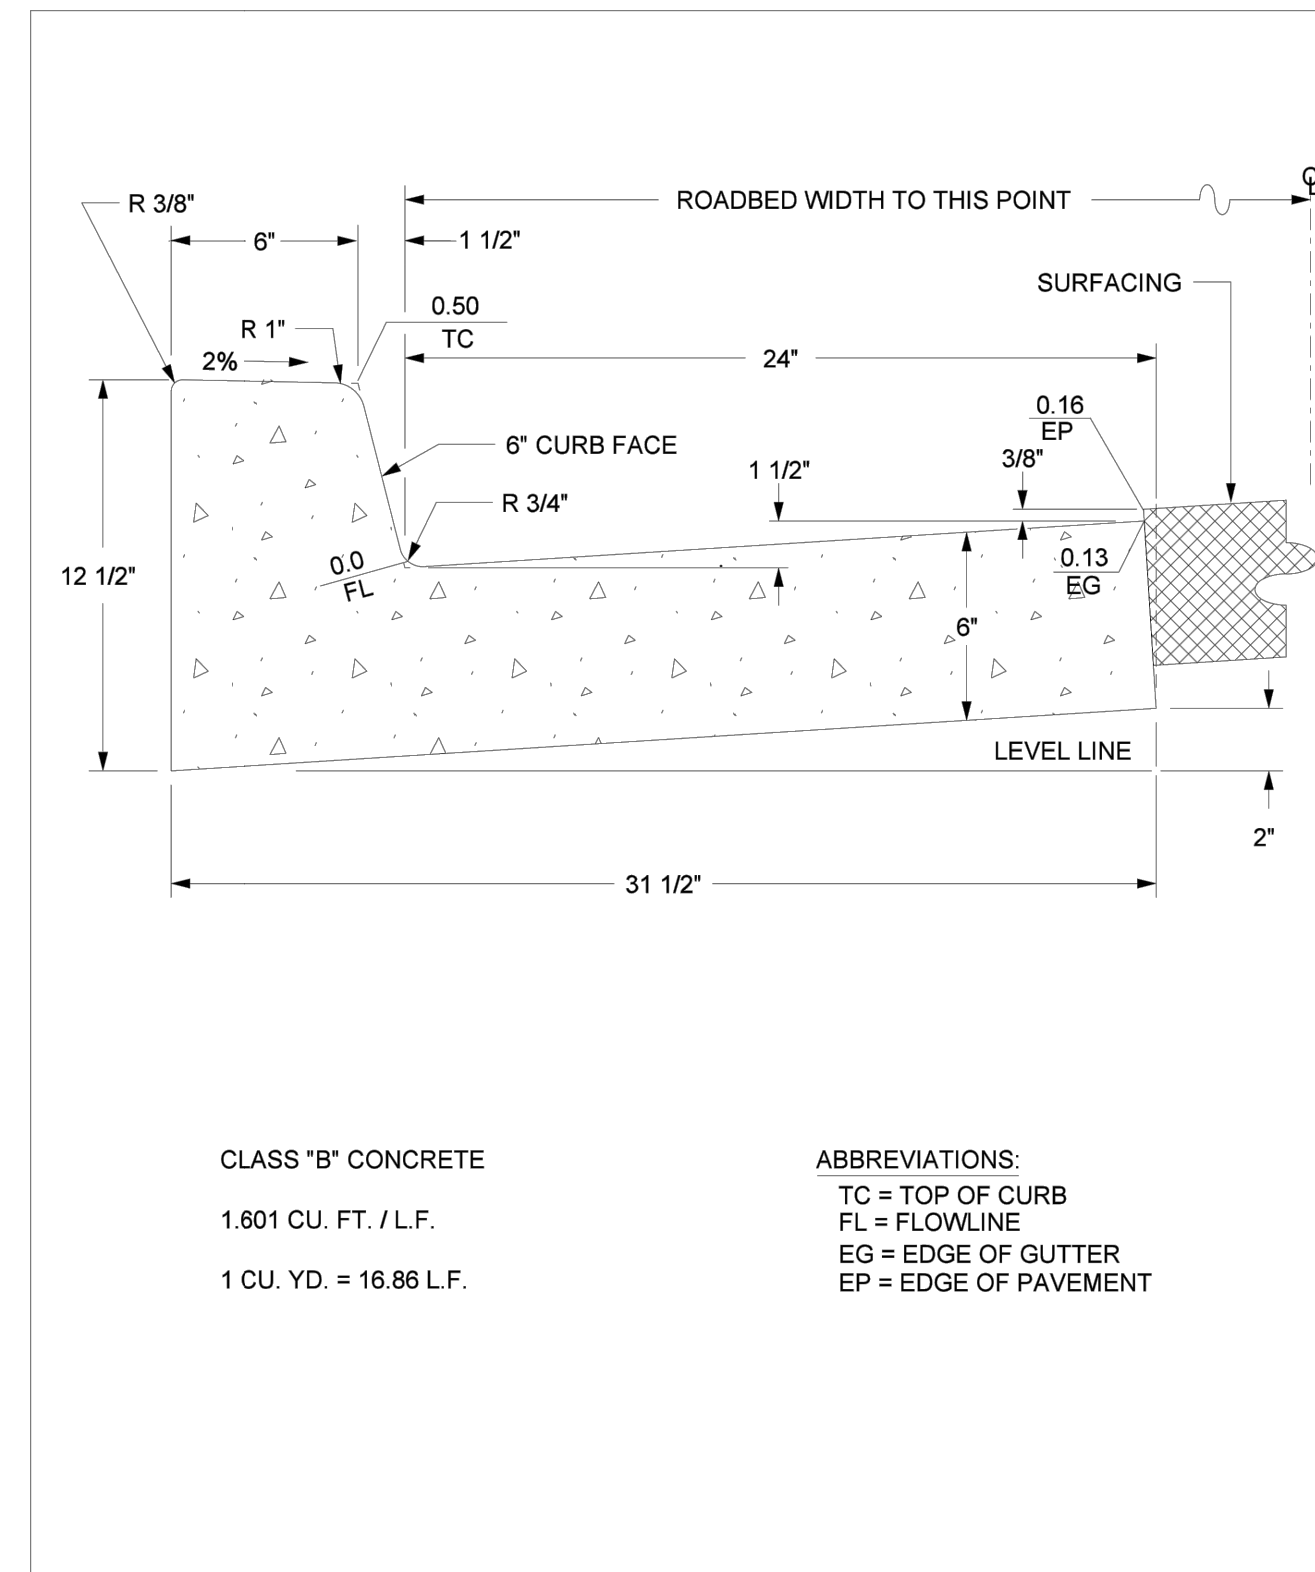 ℄
R 3/8"
ROADBED WIDTH TO THIS POINT
6"
1 1/2"
SURFACING
0.50
TC
R 1"
2%
24"
0.16
EP
6" CURB FACE
3/8"
1 1/2"
R 3/4"
0.0
FL
0.13
EG
12 1/2"
6"
LEVEL LINE
2"
31 1/2"
CLASS "B" CONCRETE
1.601 CU. FT. / L.F.
1 CU. YD. = 16.86 L.F.
ABBREVIATIONS:
TC = TOP OF CURB
FL = FLOWLINE
EG = EDGE OF GUTTER
EP = EDGE OF PAVEMENT